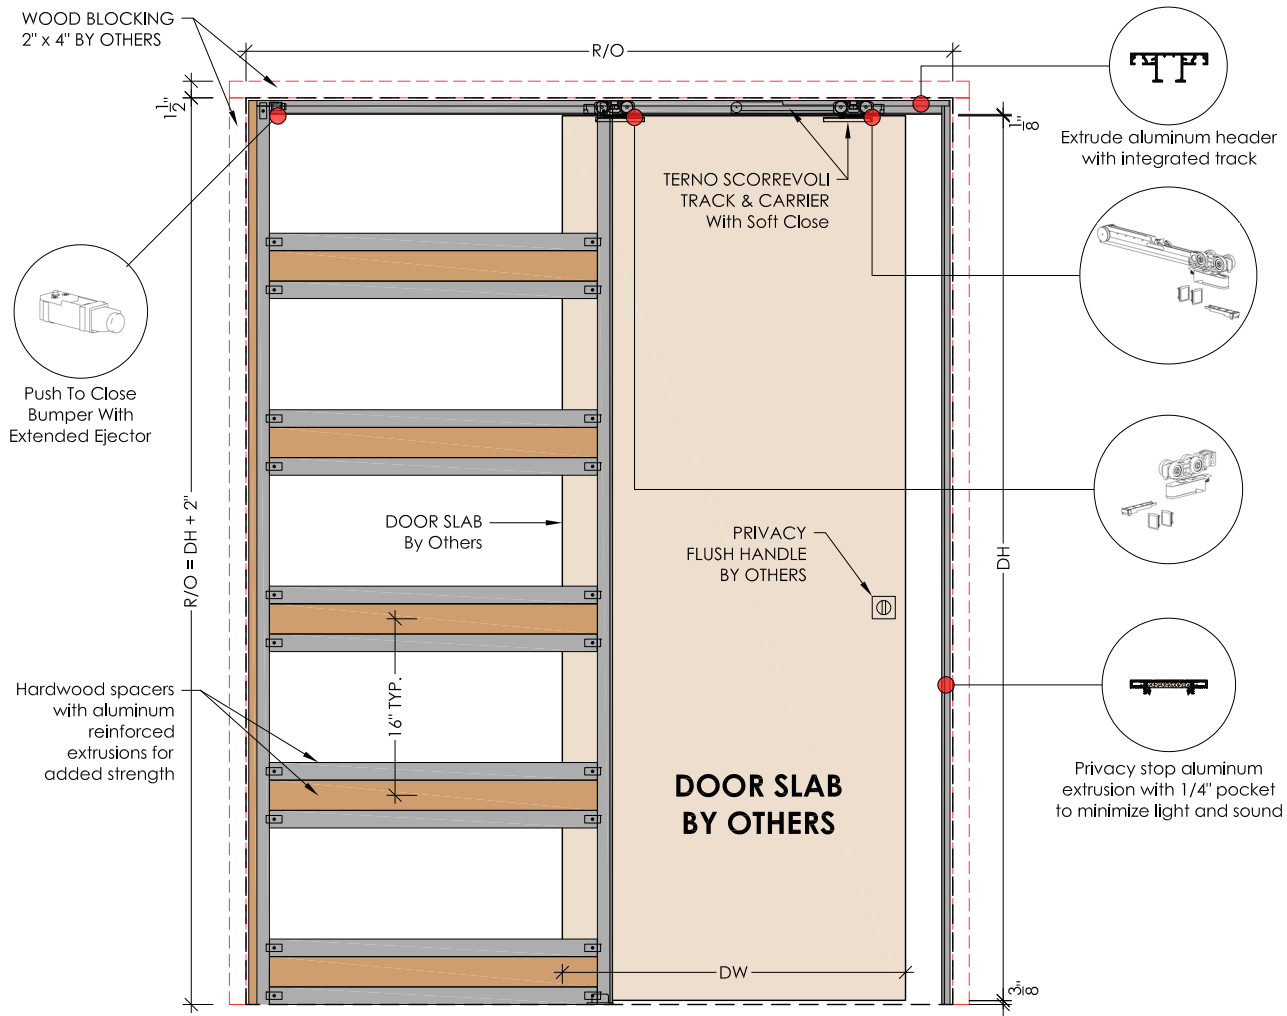 WOOD BLOCKING
2" x 4" BY OTHERS
R/O
1 1/2"
1/8"
Extrude aluminum header
with integrated track
TERNO SCORREVOLI
TRACK & CARRIER
With Soft Close
Push To Close
Bumper With
Extended Ejector
R/O = DH + 2"
DOOR SLAB
By Others
PRIVACY
FLUSH HANDLE
BY OTHERS
DH
16" TYP.
Hardwood spacers
with aluminum
reinforced
extrusions for
added strength
DOOR SLAB
BY OTHERS
Privacy stop aluminum
extrusion with 1/4" pocket
to minimize light and sound
DW
3/8"